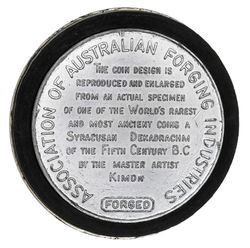 ASSOCIATION OF AUSTRALIAN FORGING INDUSTRIES
THE COIN DESIGN IS
REPRODUCED AND ENLARGED
FROM AN ACTUAL SPECIMEN
OF ONE OF THE WORLD'S RAREST
AND MOST ANCIENT COINS A
SYRACUSAN DEKADRACHM
OF THE FIFTH CENTURY B.C
BY THE MASTER ARTIST
KIMON
FORGED